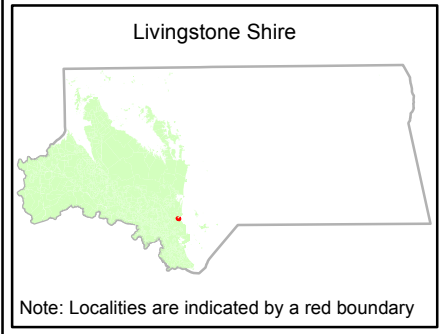 Livingstone Shire
Note: Localities are indicated by a red boundary